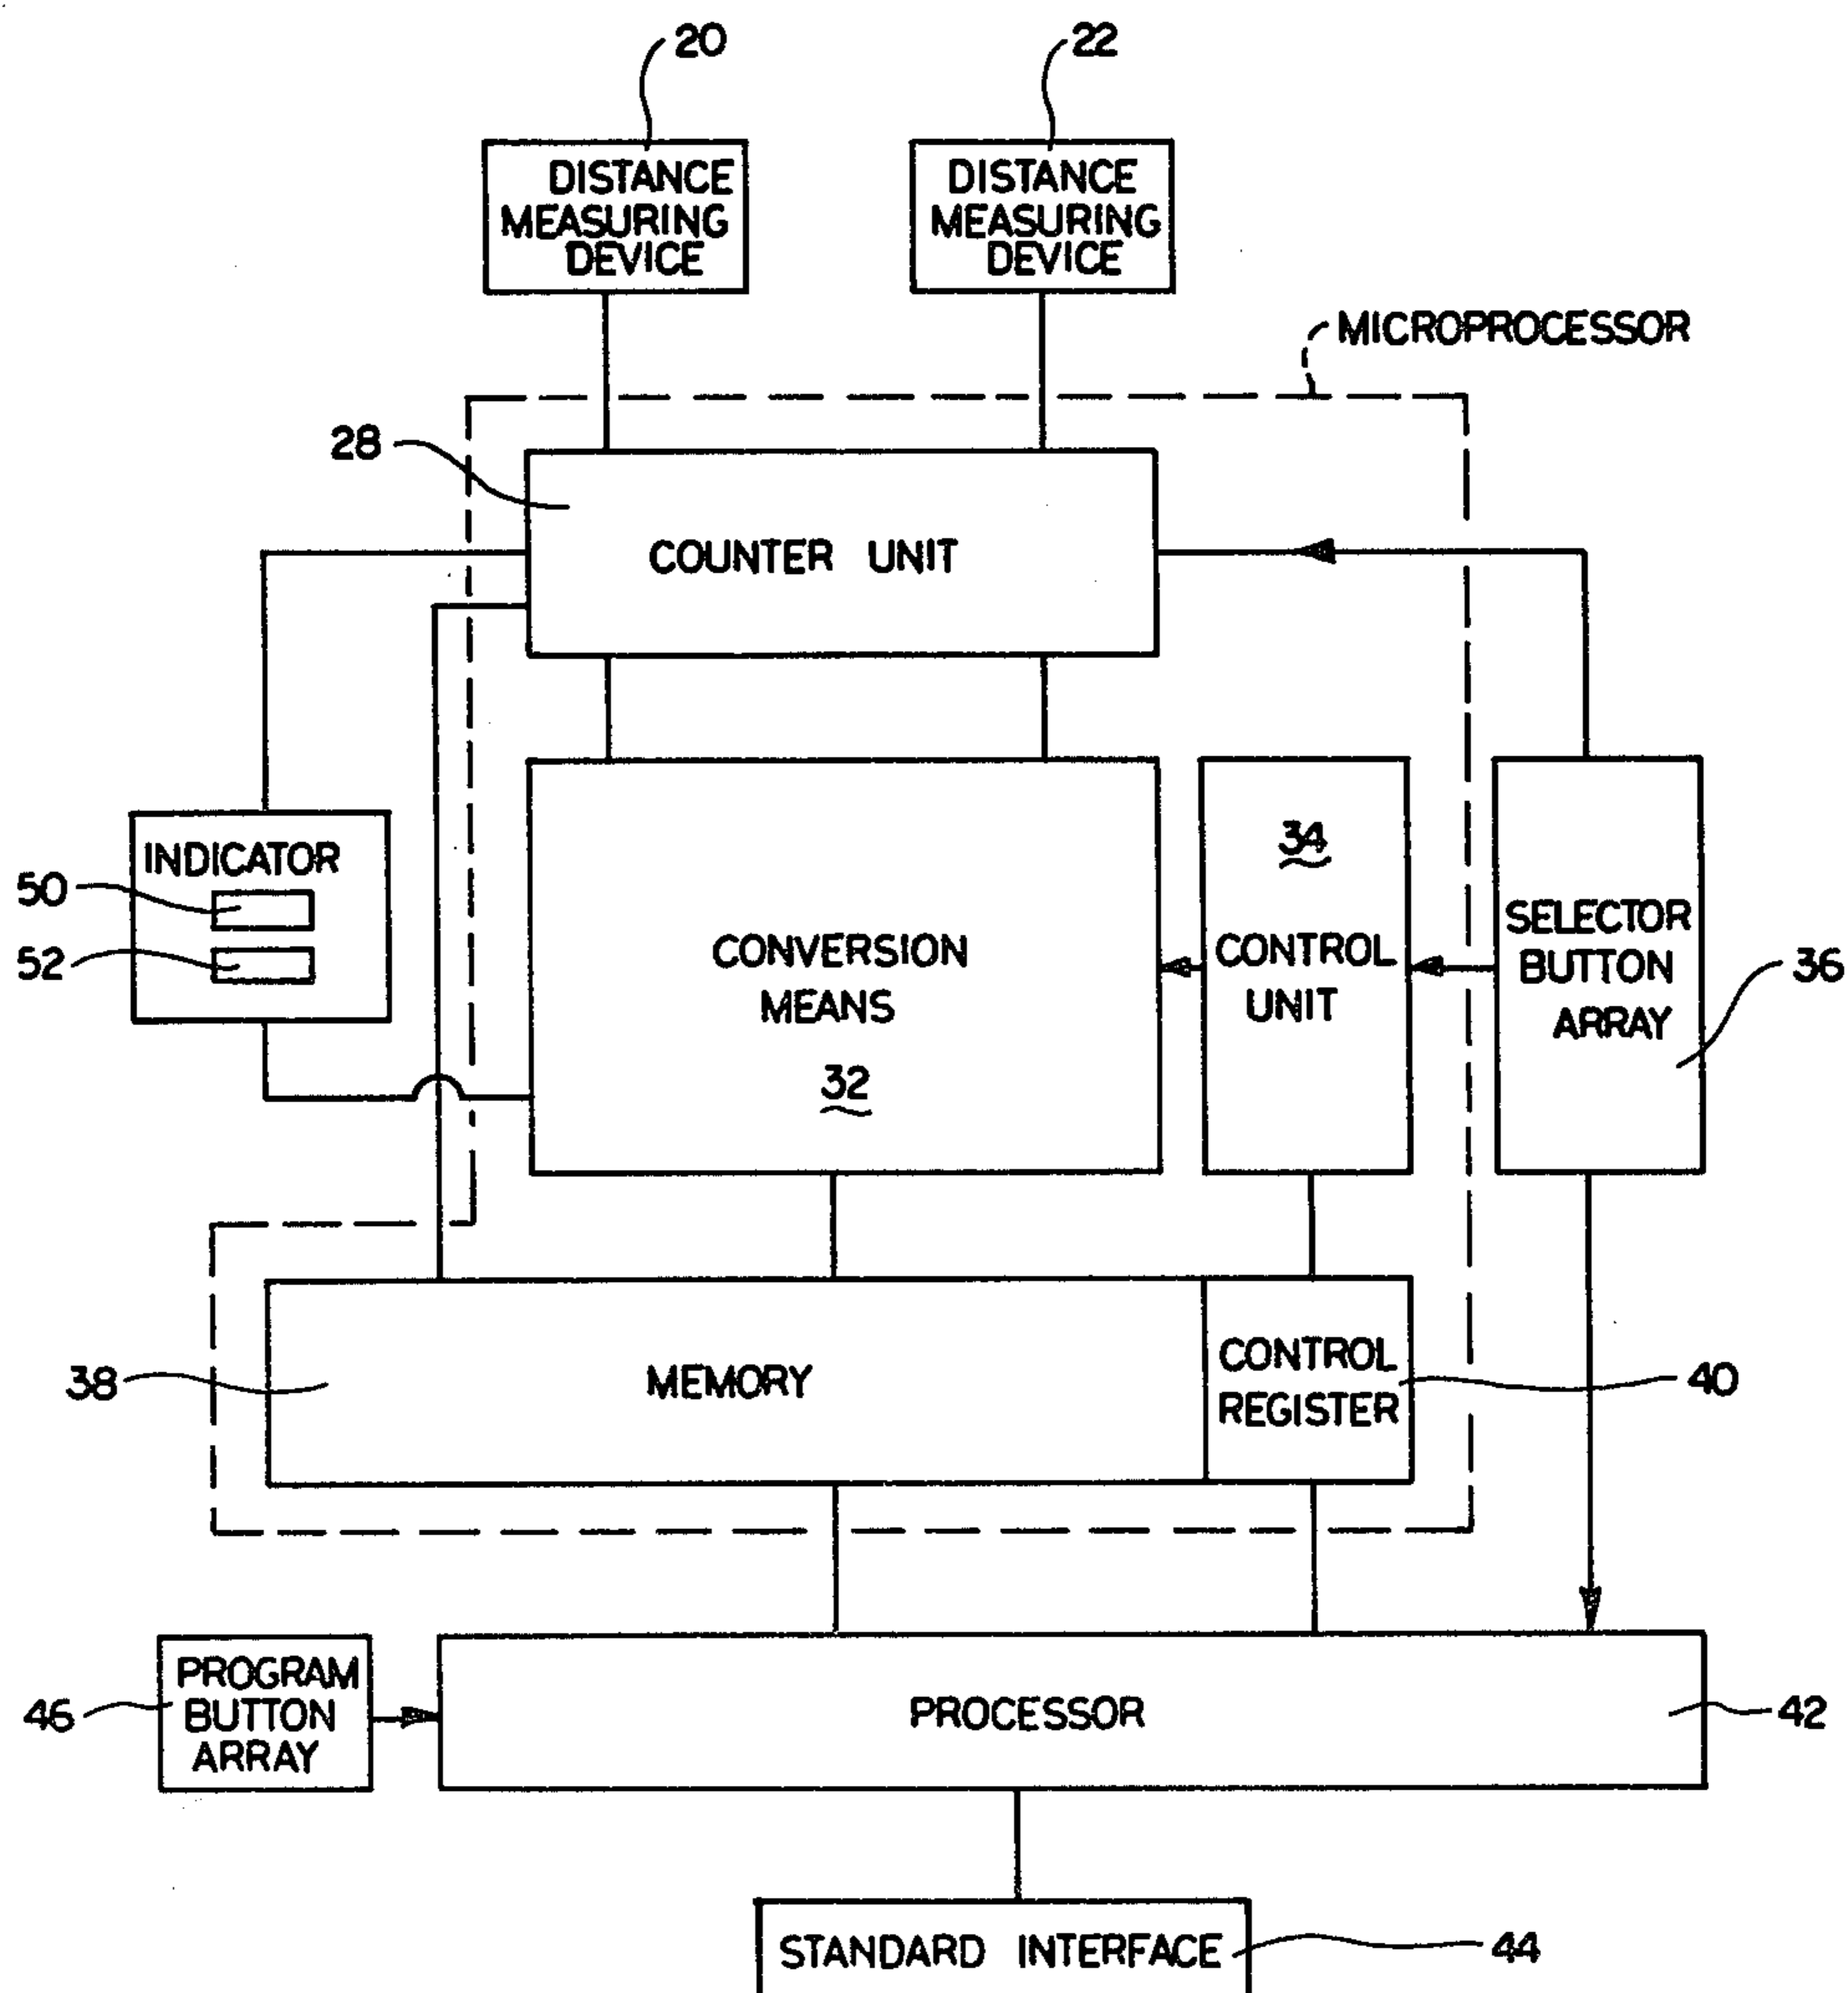 20
22
DISTANCE
MEASURING
DEVICE
DISTANCE
MEASURING
DEVICE
MICROPROCESSOR
28
COUNTER UNIT
INDICATOR
50
52
CONVERSION
MEANS
32
34
CONTROL
UNIT
SELECTOR
BUTTON
ARRAY
36
38
MEMORY
CONTROL
REGISTER
40
46
PROGRAM
BUTTON
ARRAY
PROCESSOR
42
STANDARD INTERFACE
44